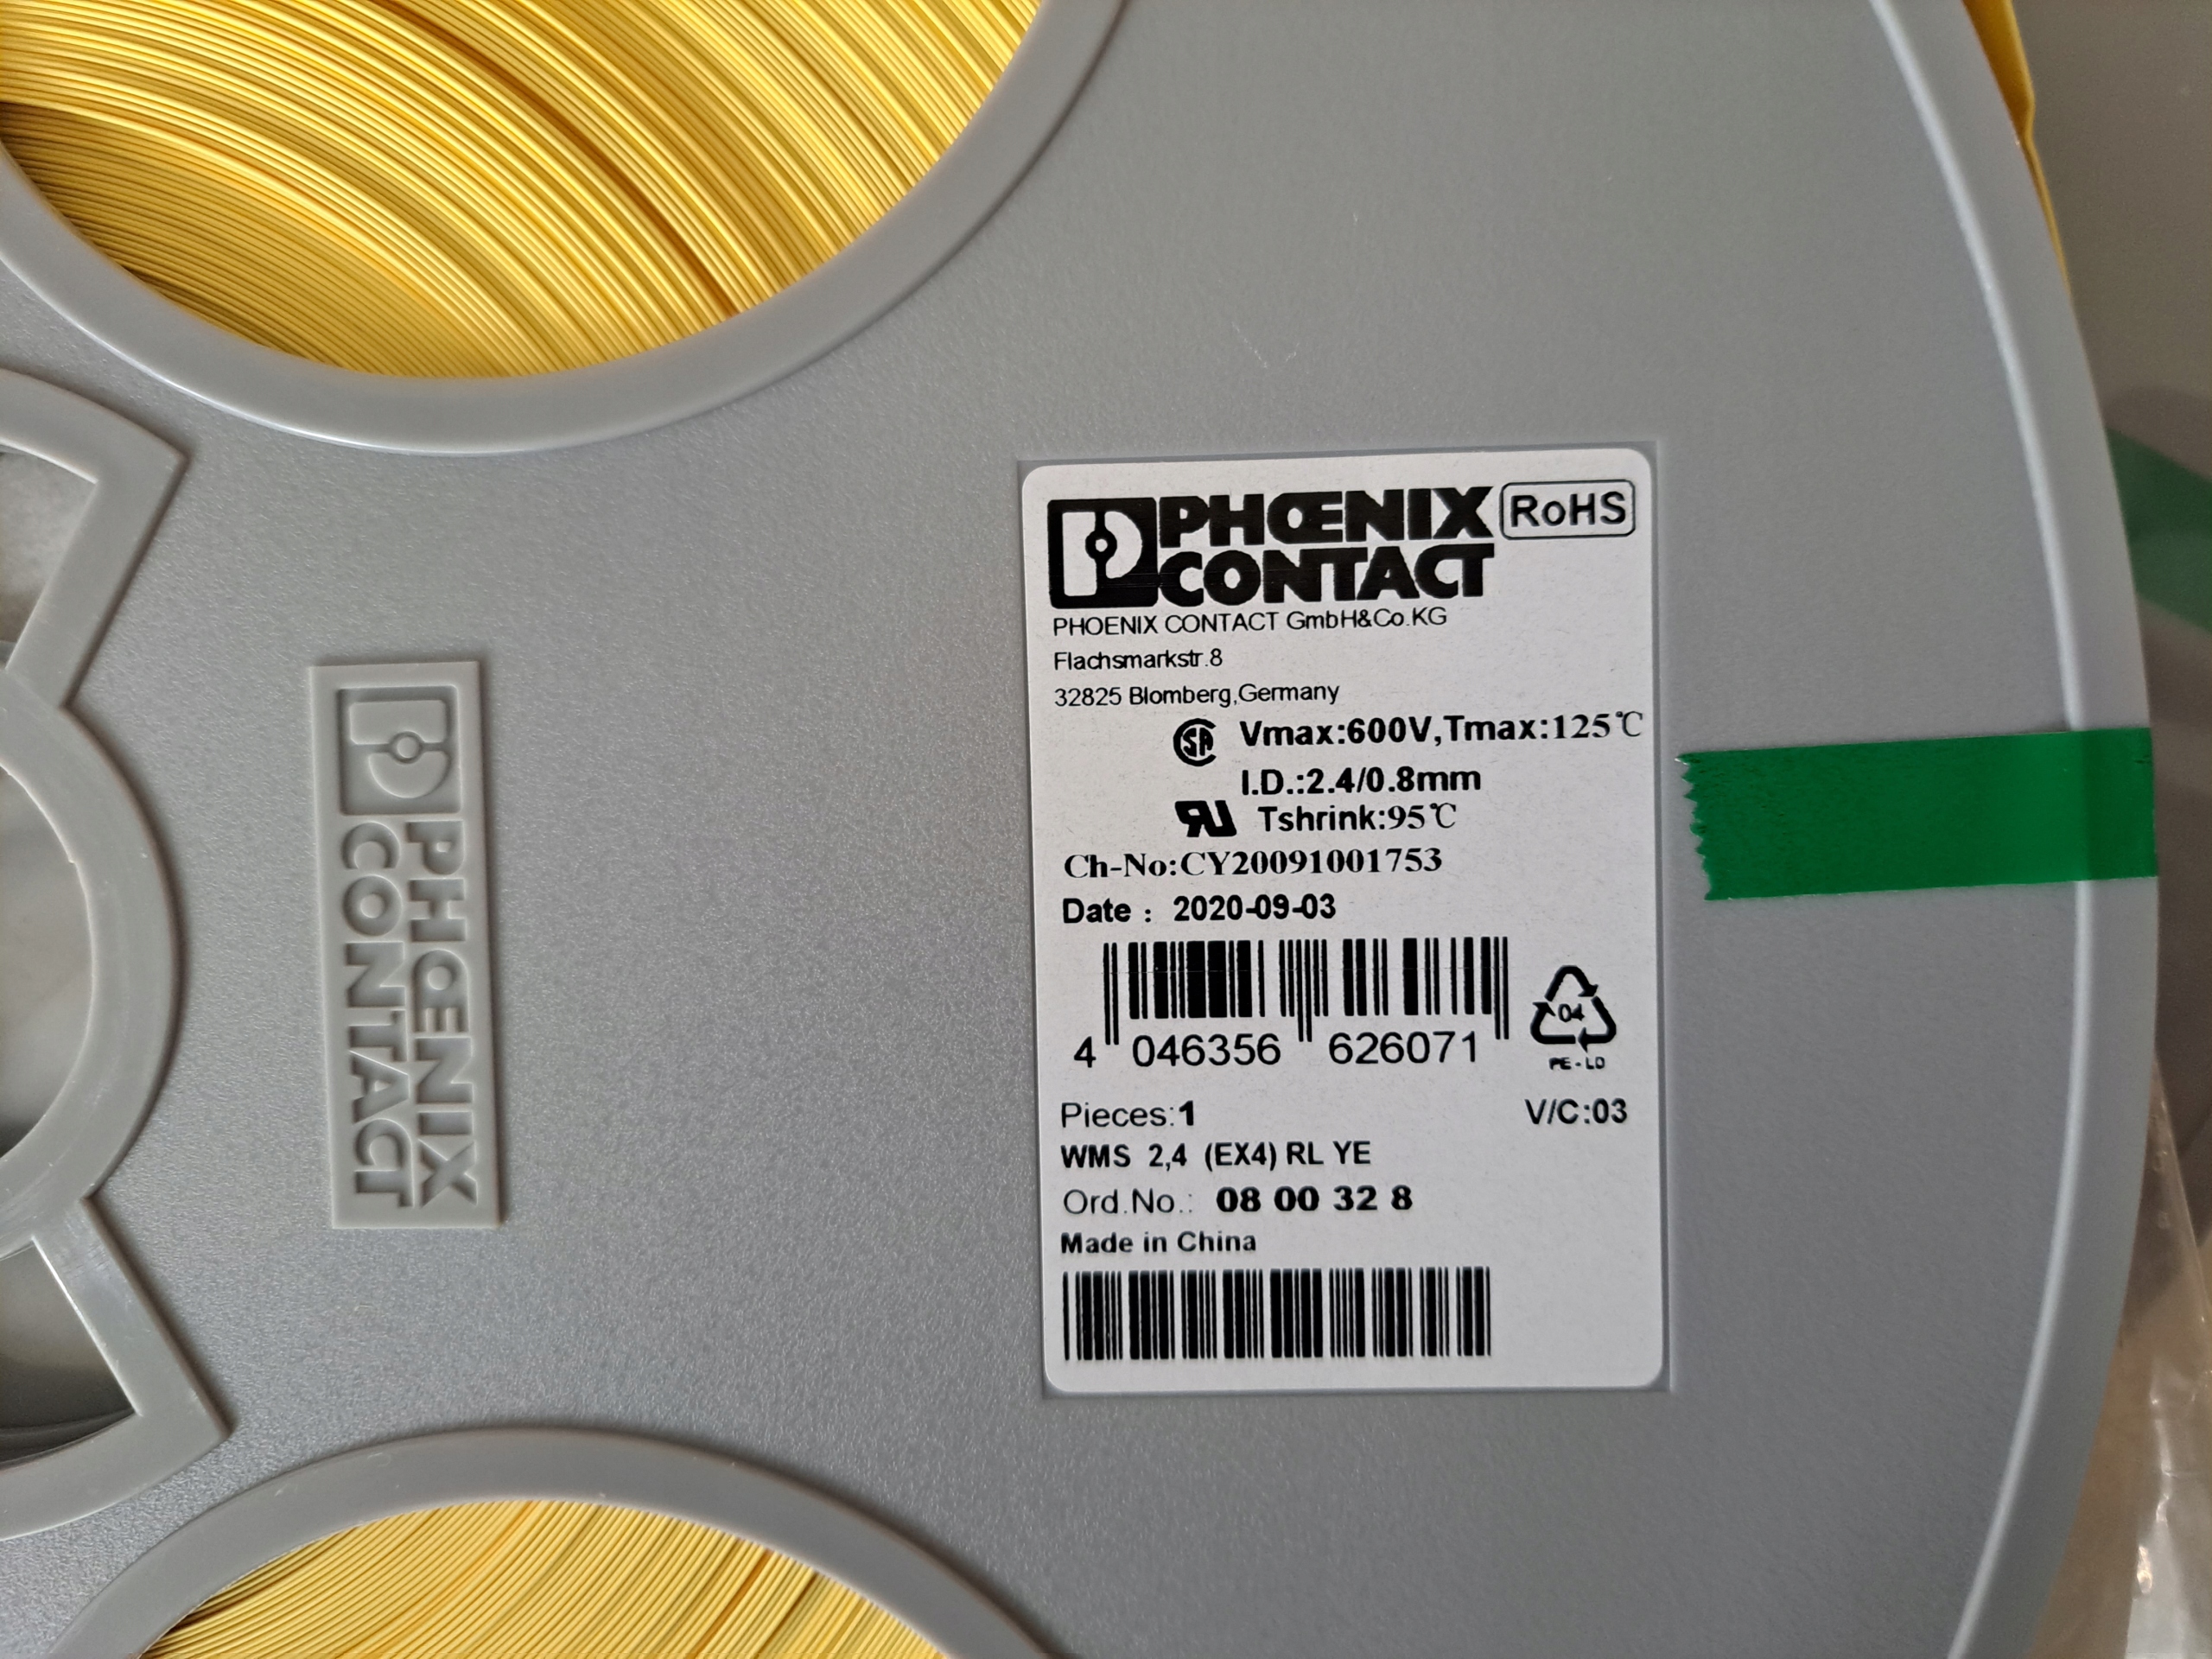 PHŒNIX
CONTACT
RoHS
PHOENIX CONTACT GmbH&Co.KG
Flachsmarkstr.8
32825 Blomberg,Germany
Vmax:600V,Tmax:125℃
I.D.:2.4/0.8mm
Tshrink:95℃
Ch-No:CY20091001753
Date : 2020-09-03
4 046356 626071
04
PE-LD
Pieces:1
V/C:03
WMS 2,4 (EX4) RL YE
Ord.No.: 08 00 32 8
Made in China
PHŒNIX
CONTACT